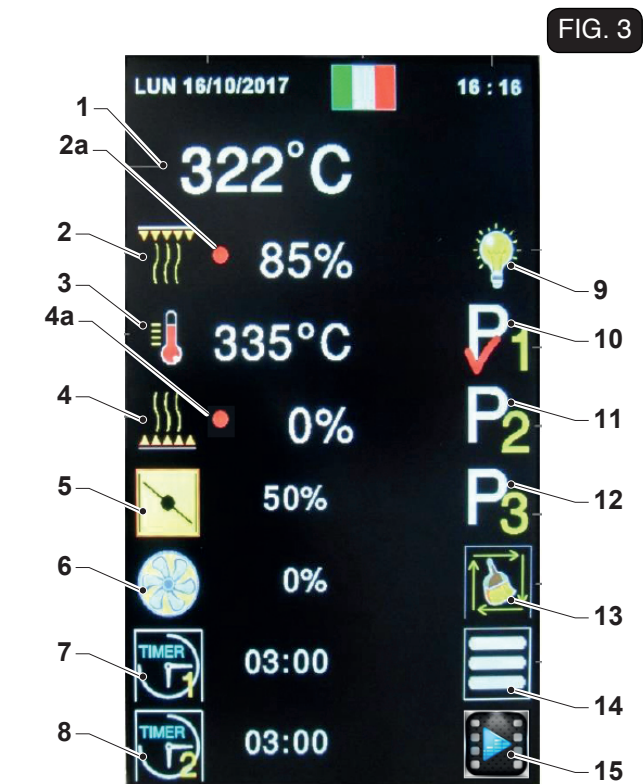 FIG. 3
LUN 16/10/2017 16 : 16
1
322°C
2a
2
85%
9
3
335°C
P1
10
4a
4
0%
P2
11
5
50%
P3
12
6
0%
13
7
TIMER 1
03:00
14
8
TIMER 2
03:00
15